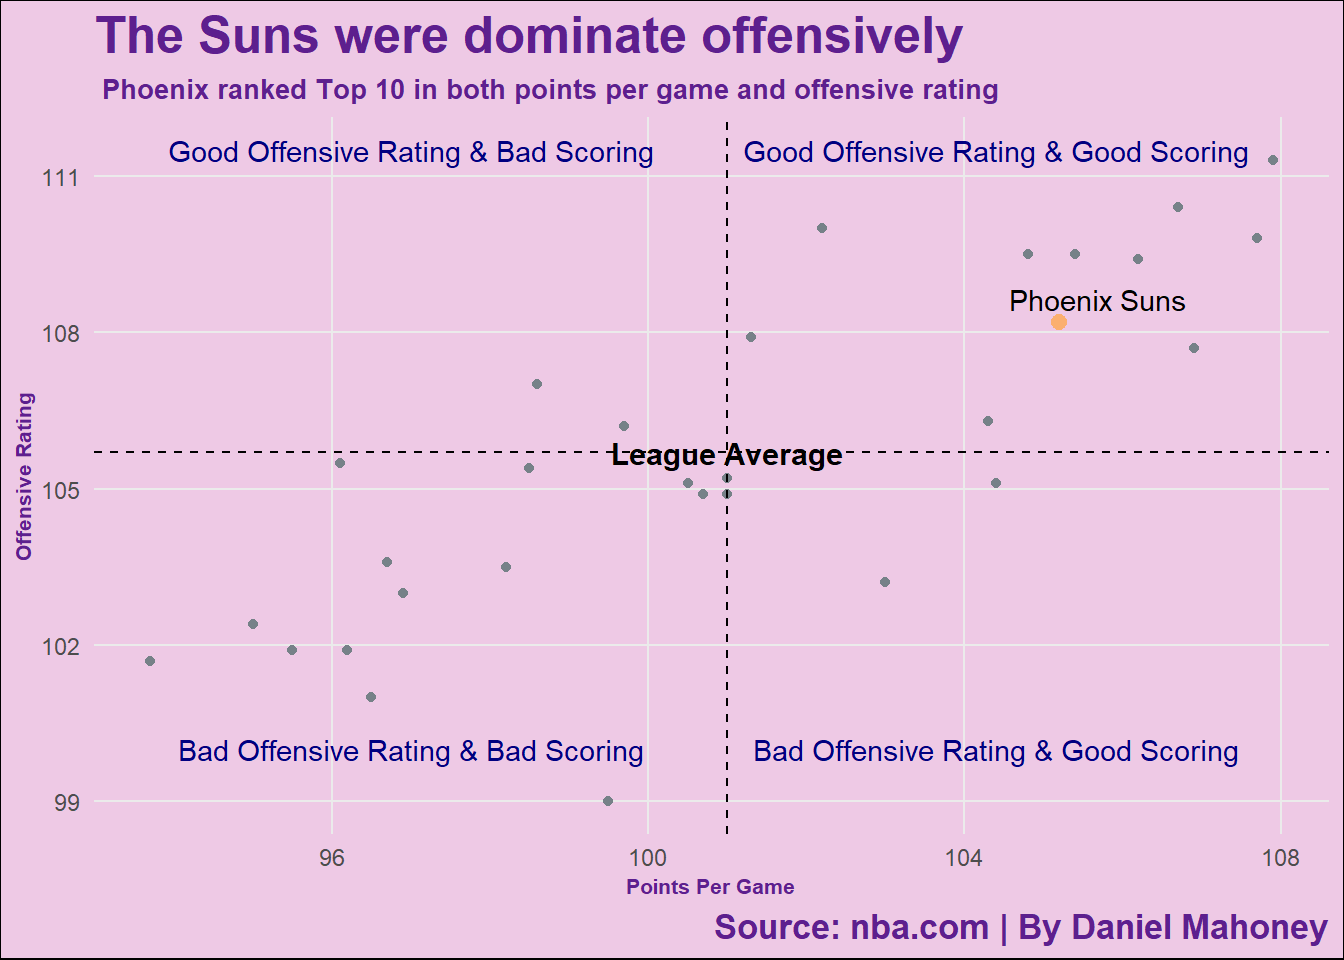 The Suns were dominate offensively
Phoenix ranked Top 10 in both points per game and offensive rating
Good Offensive Rating & Bad Scoring
Good Offensive Rating & Good Scoring
111
Phoenix Suns
108
Offensive Rating
League Average
105
102
Bad Offensive Rating & Bad Scoring
Bad Offensive Rating & Good Scoring
99
96
100
104
108
Points Per Game
Source: nba.com | By Daniel Mahoney